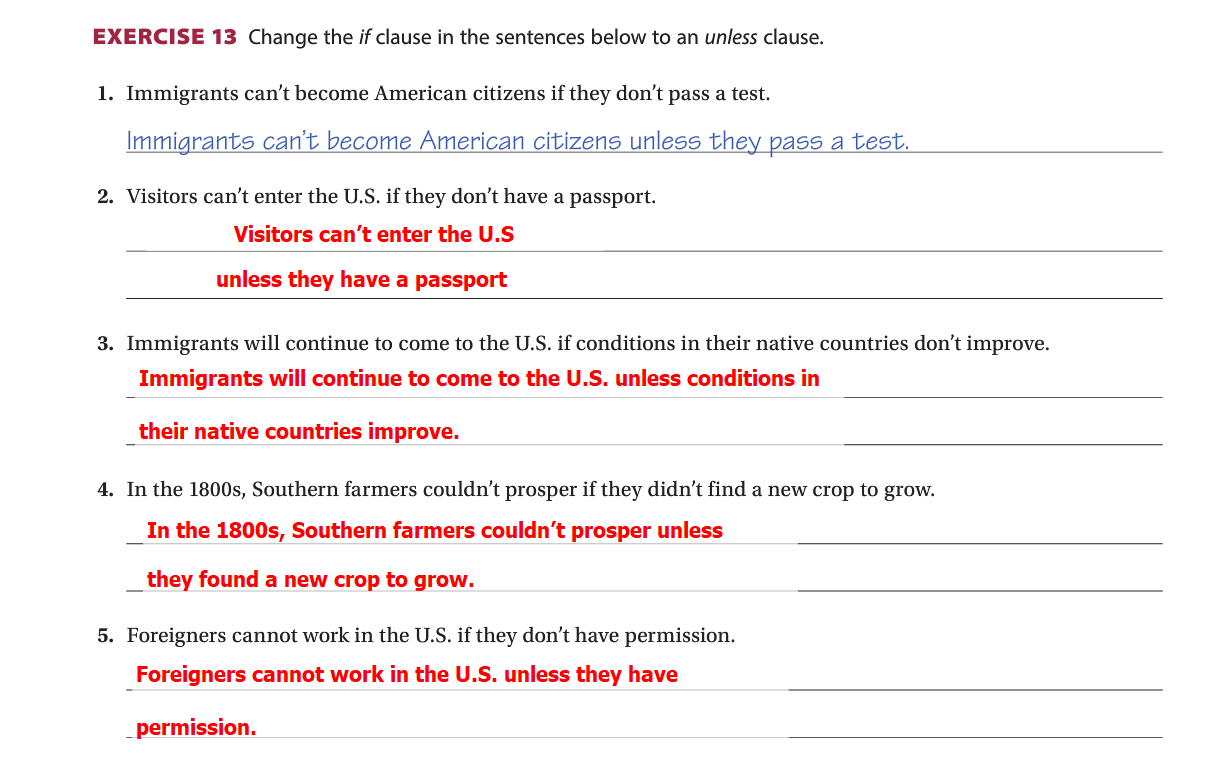 EXERCISE 13 Change the if clause in the sentences below to an unless clause.
1. Immigrants can't become American citizens if they don't pass a test.
Immigrants can't become American citizens unless they pass a test.
2. Visitors can't enter the U.S. if they don't have a passport.
Visitors can't enter the U.S
unless they have a passport
3. Immigrants will continue to come to the U.S. if conditions in their native countries don't improve.
Immigrants will continue to come to the U.S. unless conditions in
their native countries improve.
4. In the 1800s, Southern farmers couldn't prosper if they didn't find a new crop to grow.
In the 1800s, Southern farmers couldn't prosper unless
they found a new crop to grow.
5. Foreigners cannot work in the U.S. if they don't have permission.
Foreigners cannot work in the U.S. unless they have
permission.